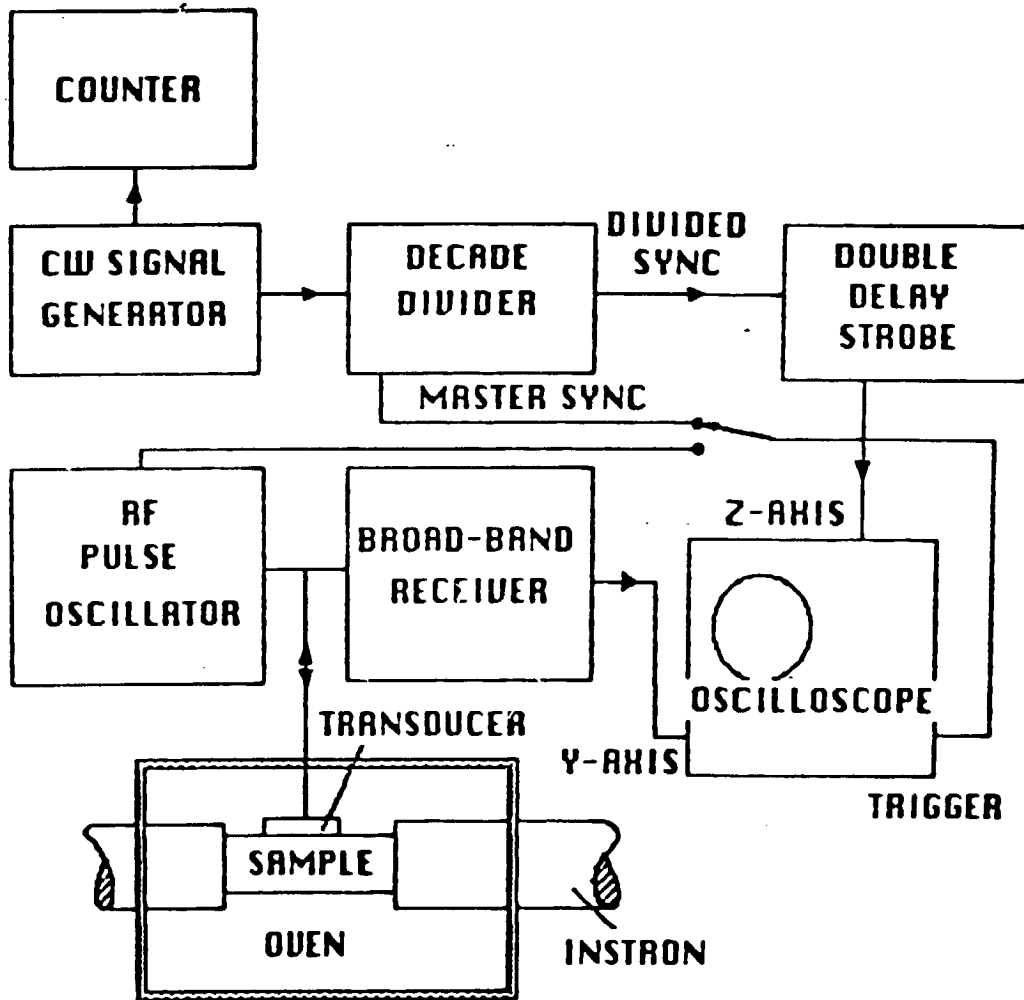 COUNTER
CW SIGNAL
GENERATOR
DECADE
DIVIDER
DIVIDED
SYNC
DOUBLE
DELAY
STROBE
MASTER SYNC
RF
PULSE
OSCILLATOR
BROAD-BAND
RECEIVER
Z-AXIS
OSCILLOSCOPE
TRANSDUCER
Y-AXIS
TRIGGER
SAMPLE
OVEN
INSTRON